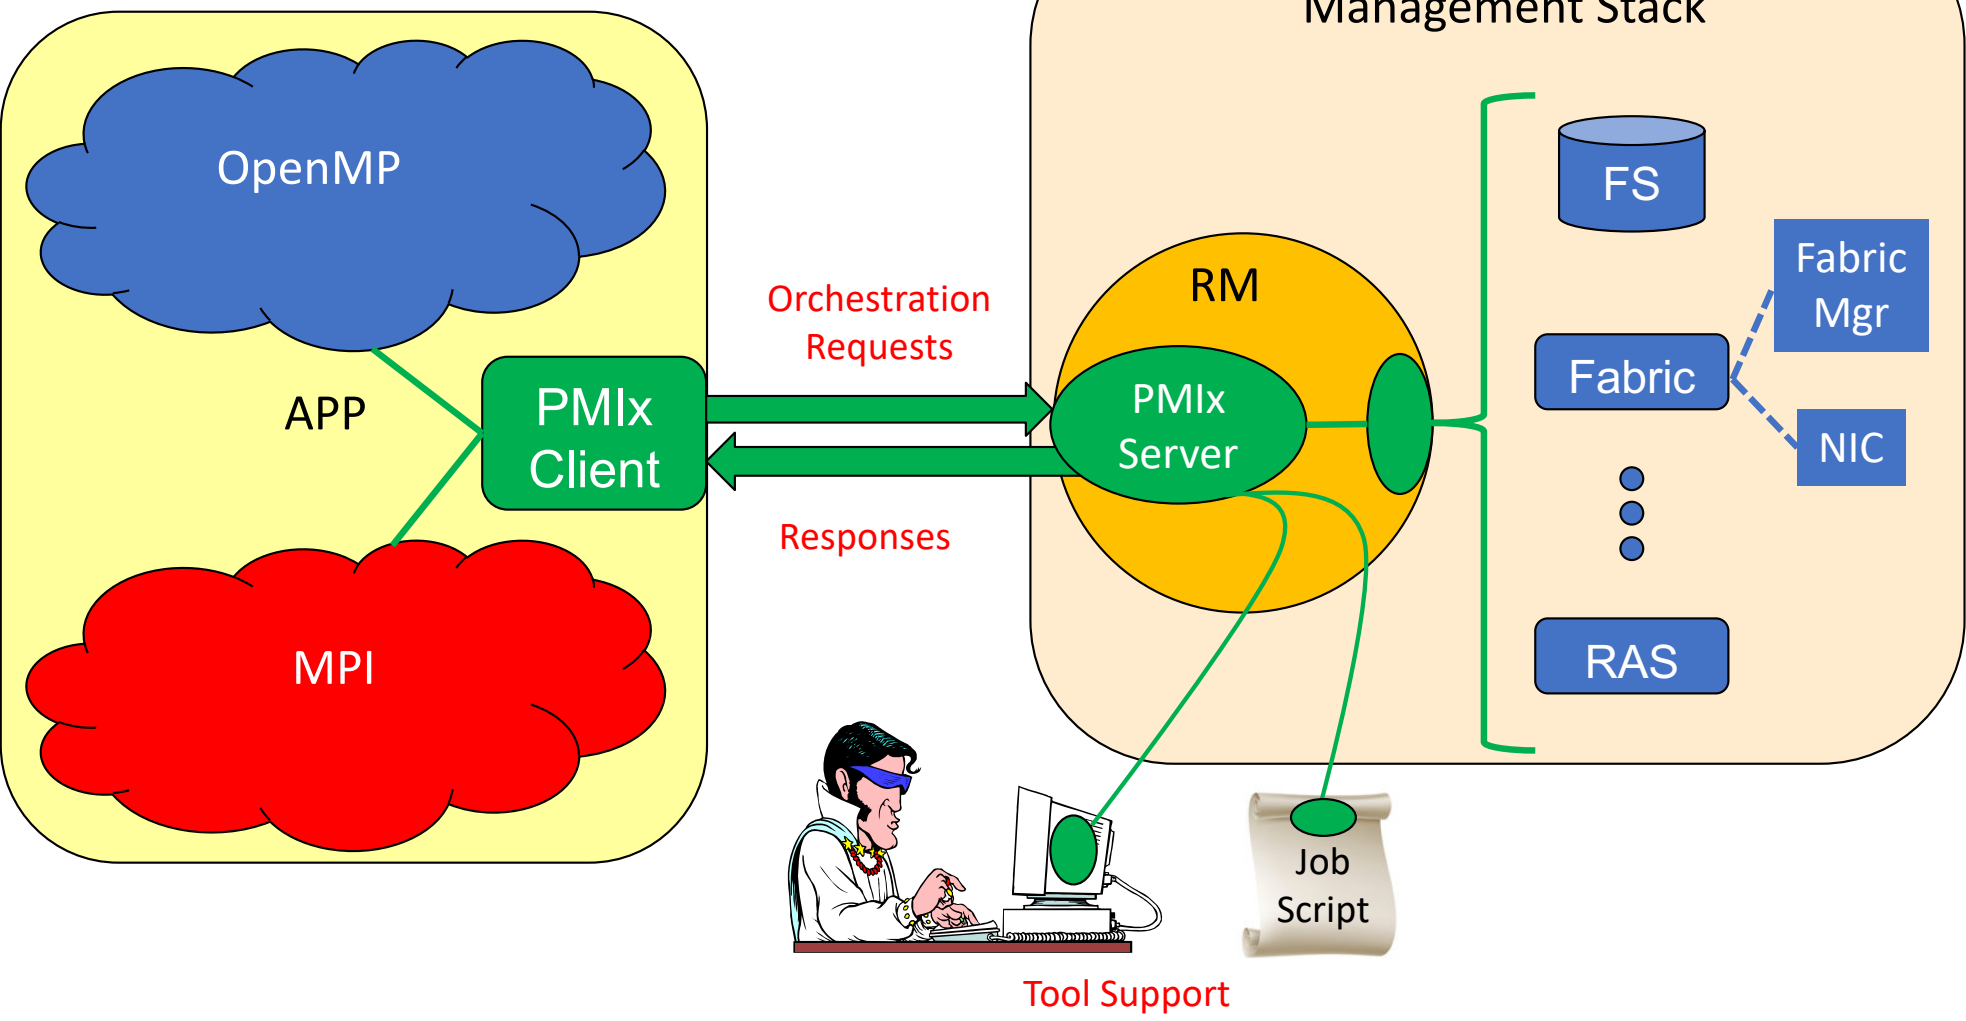 Management Stack
OpenMP
FS
Fabric
Mgr
RM
Orchestration
Requests
Fabric
PMIx
Client
APP
PMIx
Server
NIC
Responses
MPI
RAS
Job
Script
Tool Support